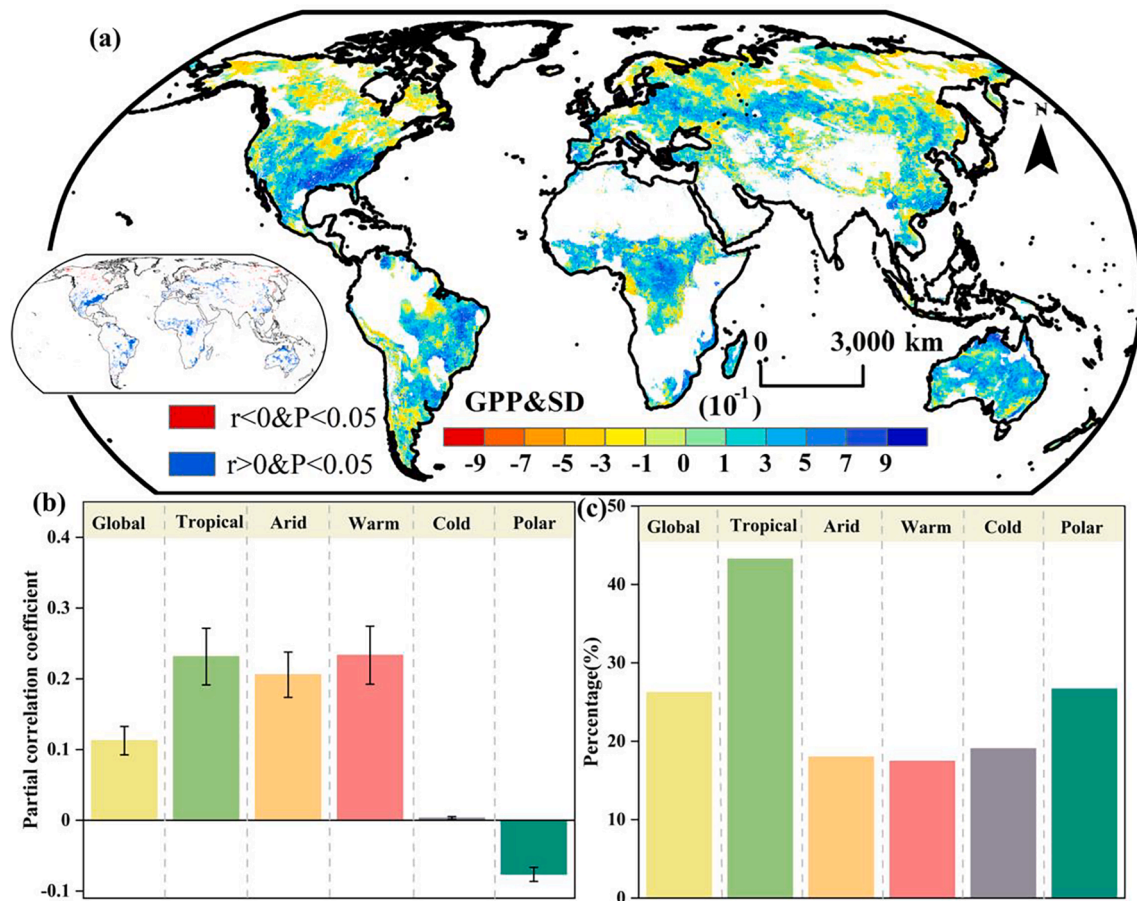 (a)
N
0 3,000 km
GPP&SD (10⁻¹)
r<0&P<0.05
r>0&P<0.05
-9 -7 -5 -3 -1 0 1 3 5 7 9
(b)
Global Tropical Arid Warm Cold Polar
Partial correlation coefficient
0.4
0.3
0.2
0.1
0
-0.1
(c)
Global Tropical Arid Warm Cold Polar
Percentage(%)
50
40
30
20
10
0